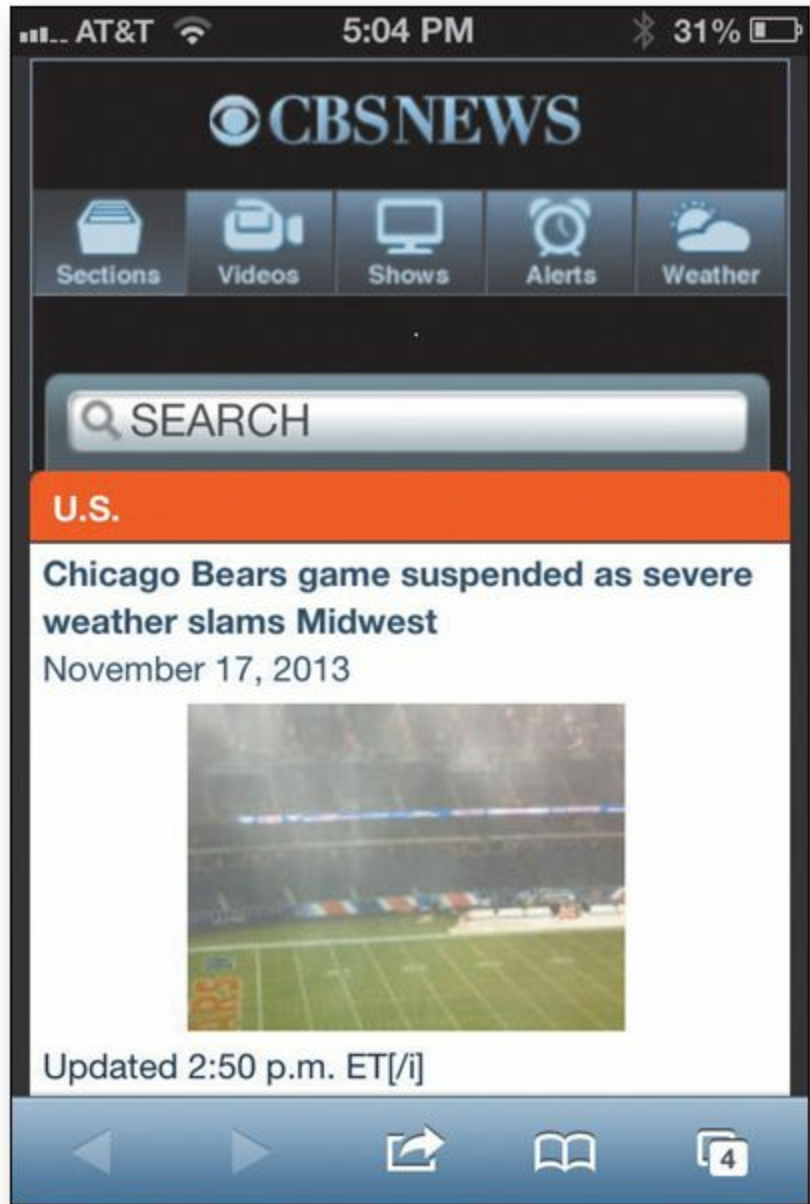 AT&T 5:04 PM 31%
CBSNEWS
Sections Videos Shows Alerts Weather
SEARCH
U.S.
Chicago Bears game suspended as severe
weather slams Midwest
November 17, 2013
ARS
Updated 2:50 p.m. ET[/i]
4